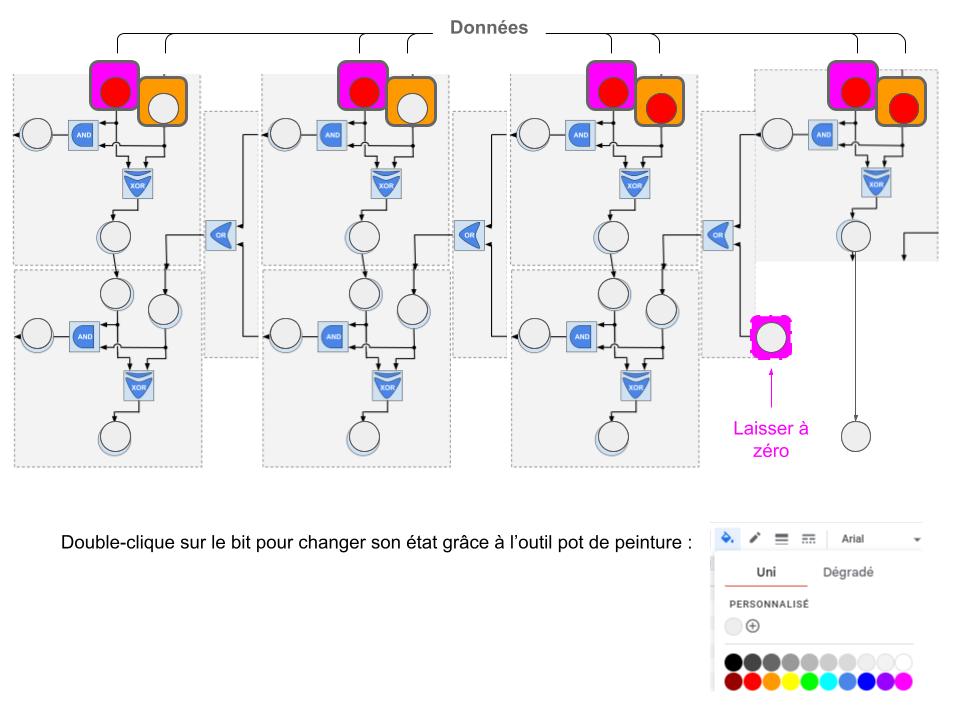 Données
AND
AND
AND
AND
XOR
XOR
XOR
XOR
OR
OR
OR
AND
AND
AND
XOR
XOR
XOR
Laisser à
zéro
Double-clique sur le bit pour changer son état grâce à l’outil pot de peinture :
Arial
Uni
Dégradé
PERSONNALISÉ